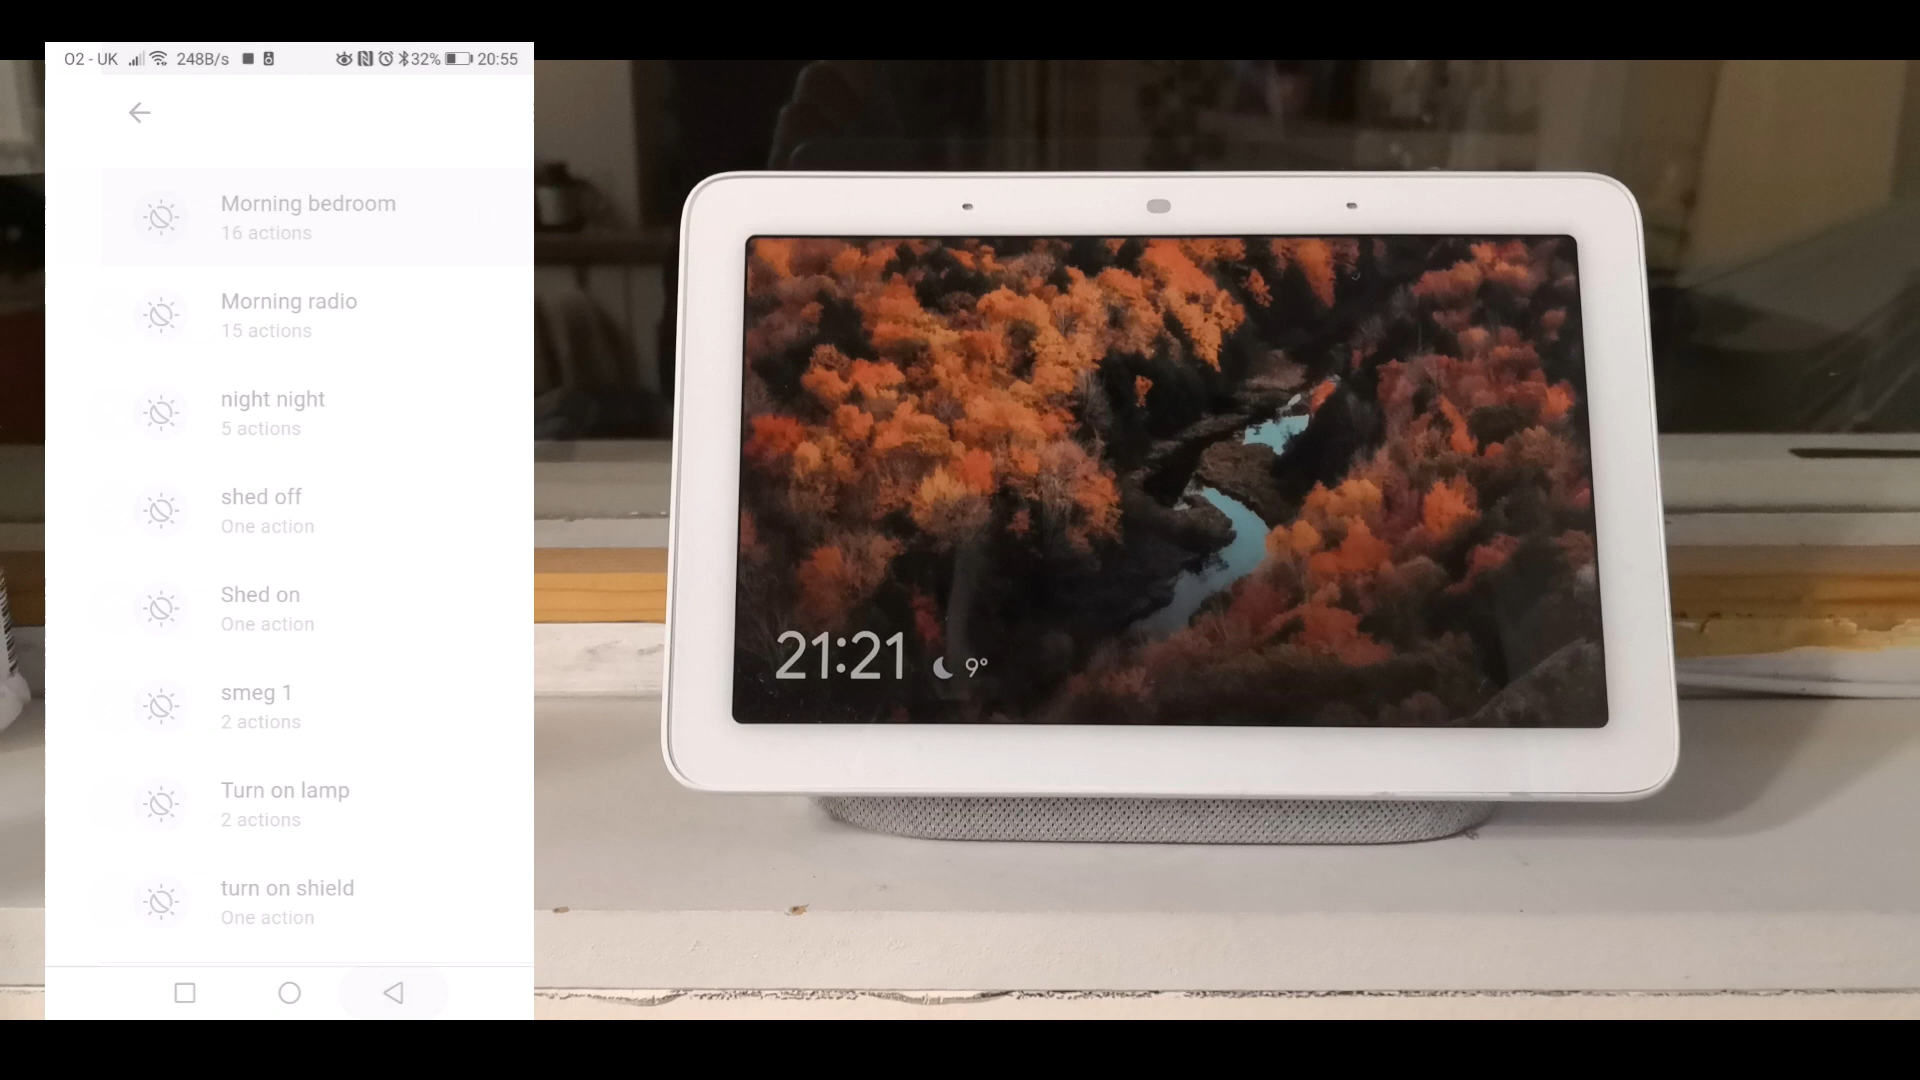 O2 - UK 248B/s 32% 20:55
Morning bedroom
16 actions
Morning radio
15 actions
night night
5 actions
shed off
One action
Shed on
One action
smeg 1
2 actions
Turn on lamp
2 actions
turn on shield
One action
21:21 9°